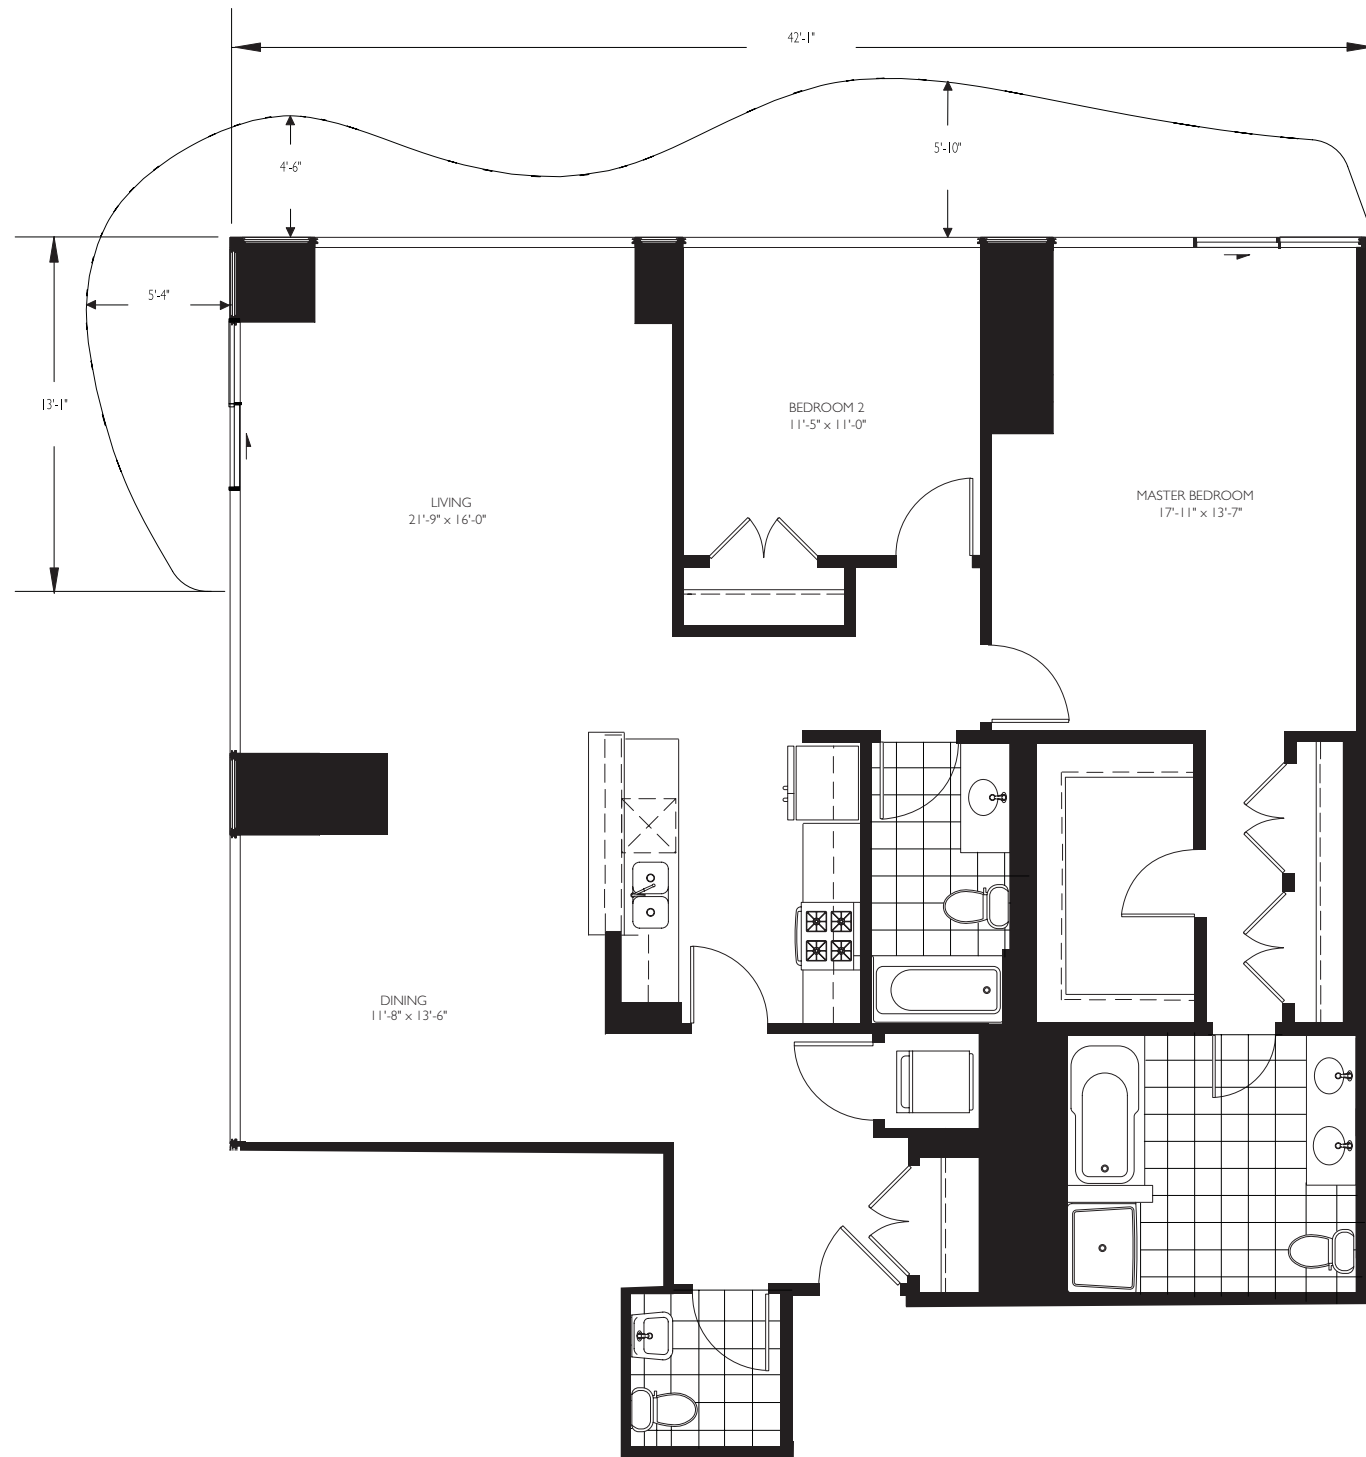 42'-1"
4'-6"
5'-10"
5'-4"
13'-1"
BEDROOM 2
11'-5" x 11'-0"
LIVING
21'-9" x 16'-0"
MASTER BEDROOM
17'-11" x 13'-7"
DINING
11'-8" x 13'-6"